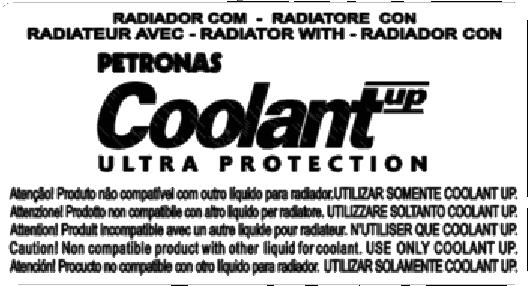 RADIADOR COM - RADIATORE CON
RADIATEUR AVEC - RADIATOR WITH - RADIADOR CON
PETRONAS
Coolant up
ULTRA PROTECTION
Atenção! Produto não compatível com outro líquido para radiador.UTILIZAR SOMENTE COOLANT UP.
Attenzione! Prodotto non compatibile con altro liquido per radiatore. UTILIZZARE SOLTANTO COOLANT UP.
Attention! Produit incompatible avec un autre liquide pour radiateur. N'UTILISER QUE COOLANT UP.
Caution! Non compatible product with other liquid for coolant. USE ONLY COOLANT UP.
Atención! Procucto no compatible con otro líquido para radiador. UTILIZAR SOLAMENTE COOLANT UP.